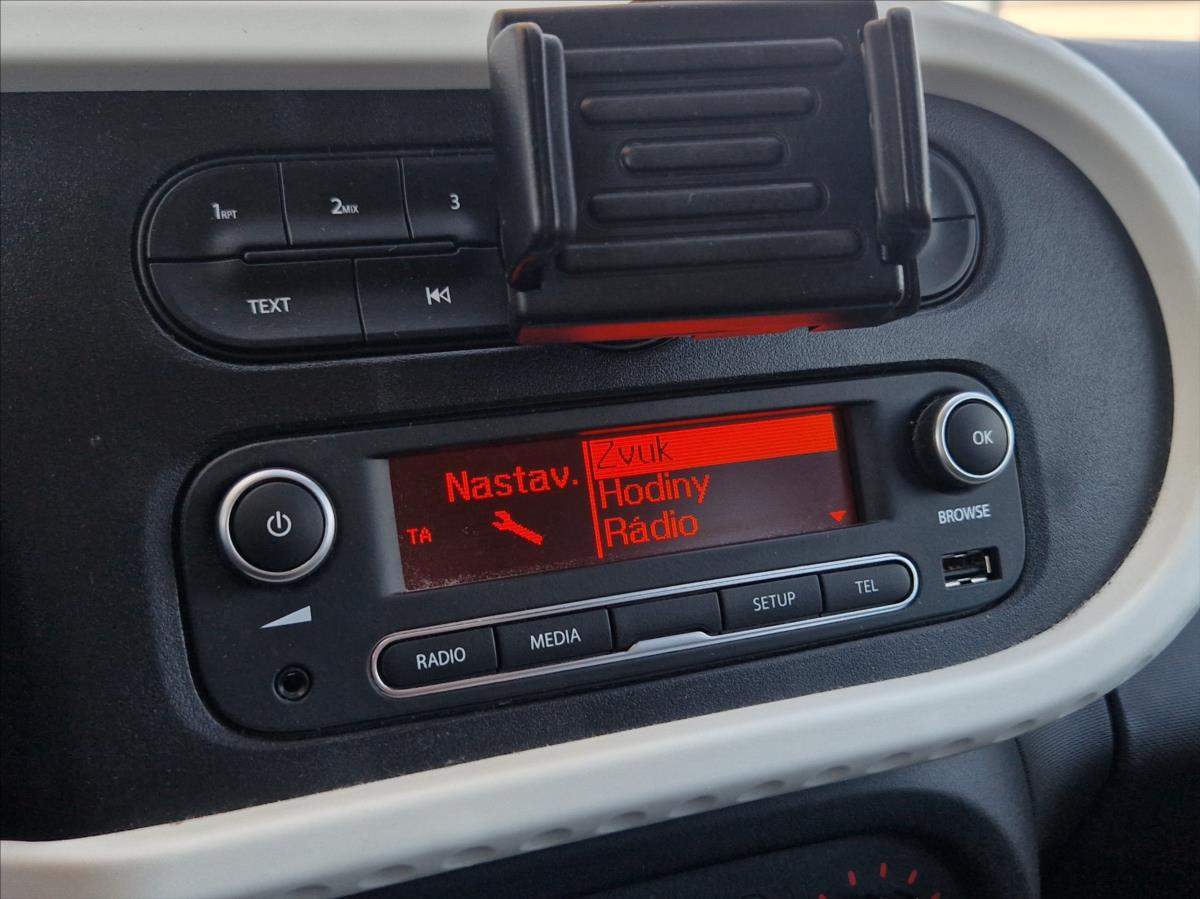 1RPT
2MIX
3
TEXT
Nastav.
TA
Zvuk
Hodiny
Rádio
OK
BROWSE
RADIO
MEDIA
SETUP
TEL